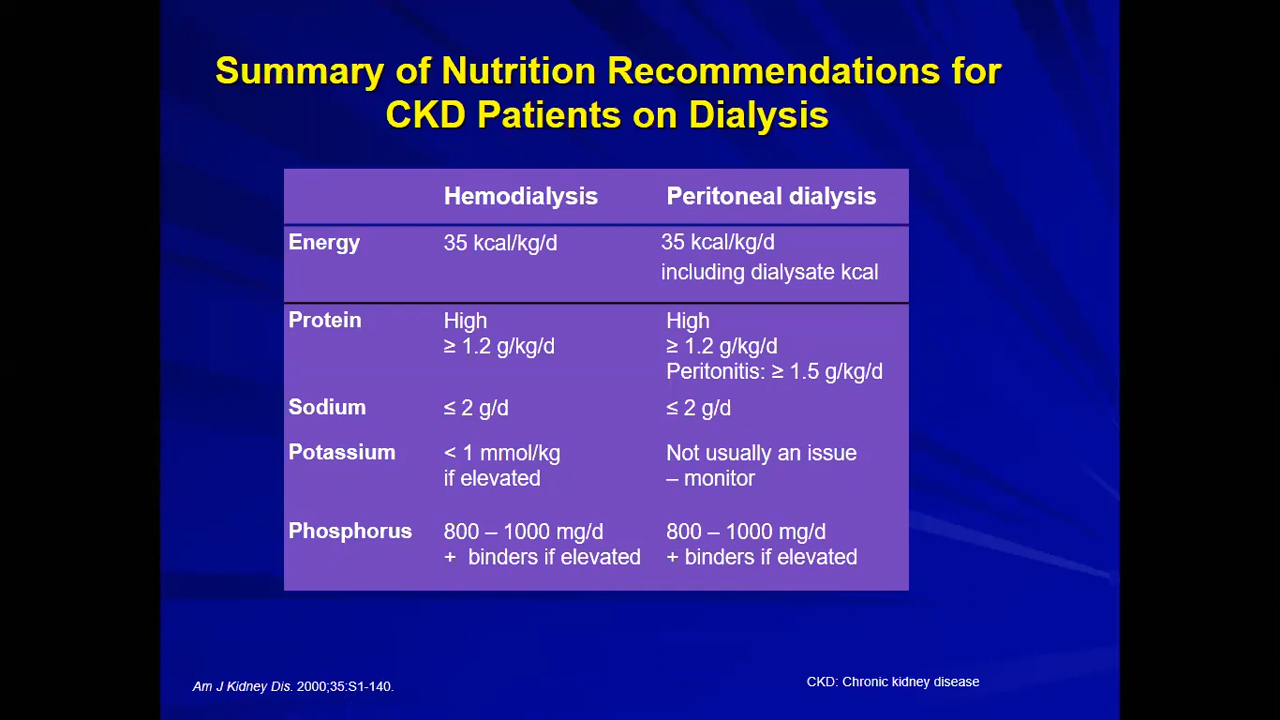 Summary of Nutrition Recommendations for
CKD Patients on Dialysis
Hemodialysis Peritoneal dialysis
Energy 35 kcal/kg/d 35 kcal/kg/d
including dialysate kcal
Protein High High
≥ 1.2 g/kg/d ≥ 1.2 g/kg/d
Peritonitis: ≥ 1.5 g/kg/d
Sodium ≤ 2 g/d ≤ 2 g/d
Potassium < 1 mmol/kg Not usually an issue
if elevated – monitor
Phosphorus 800 – 1000 mg/d 800 – 1000 mg/d
+ binders if elevated + binders if elevated
Am J Kidney Dis. 2000;35:S1-140. CKD: Chronic kidney disease